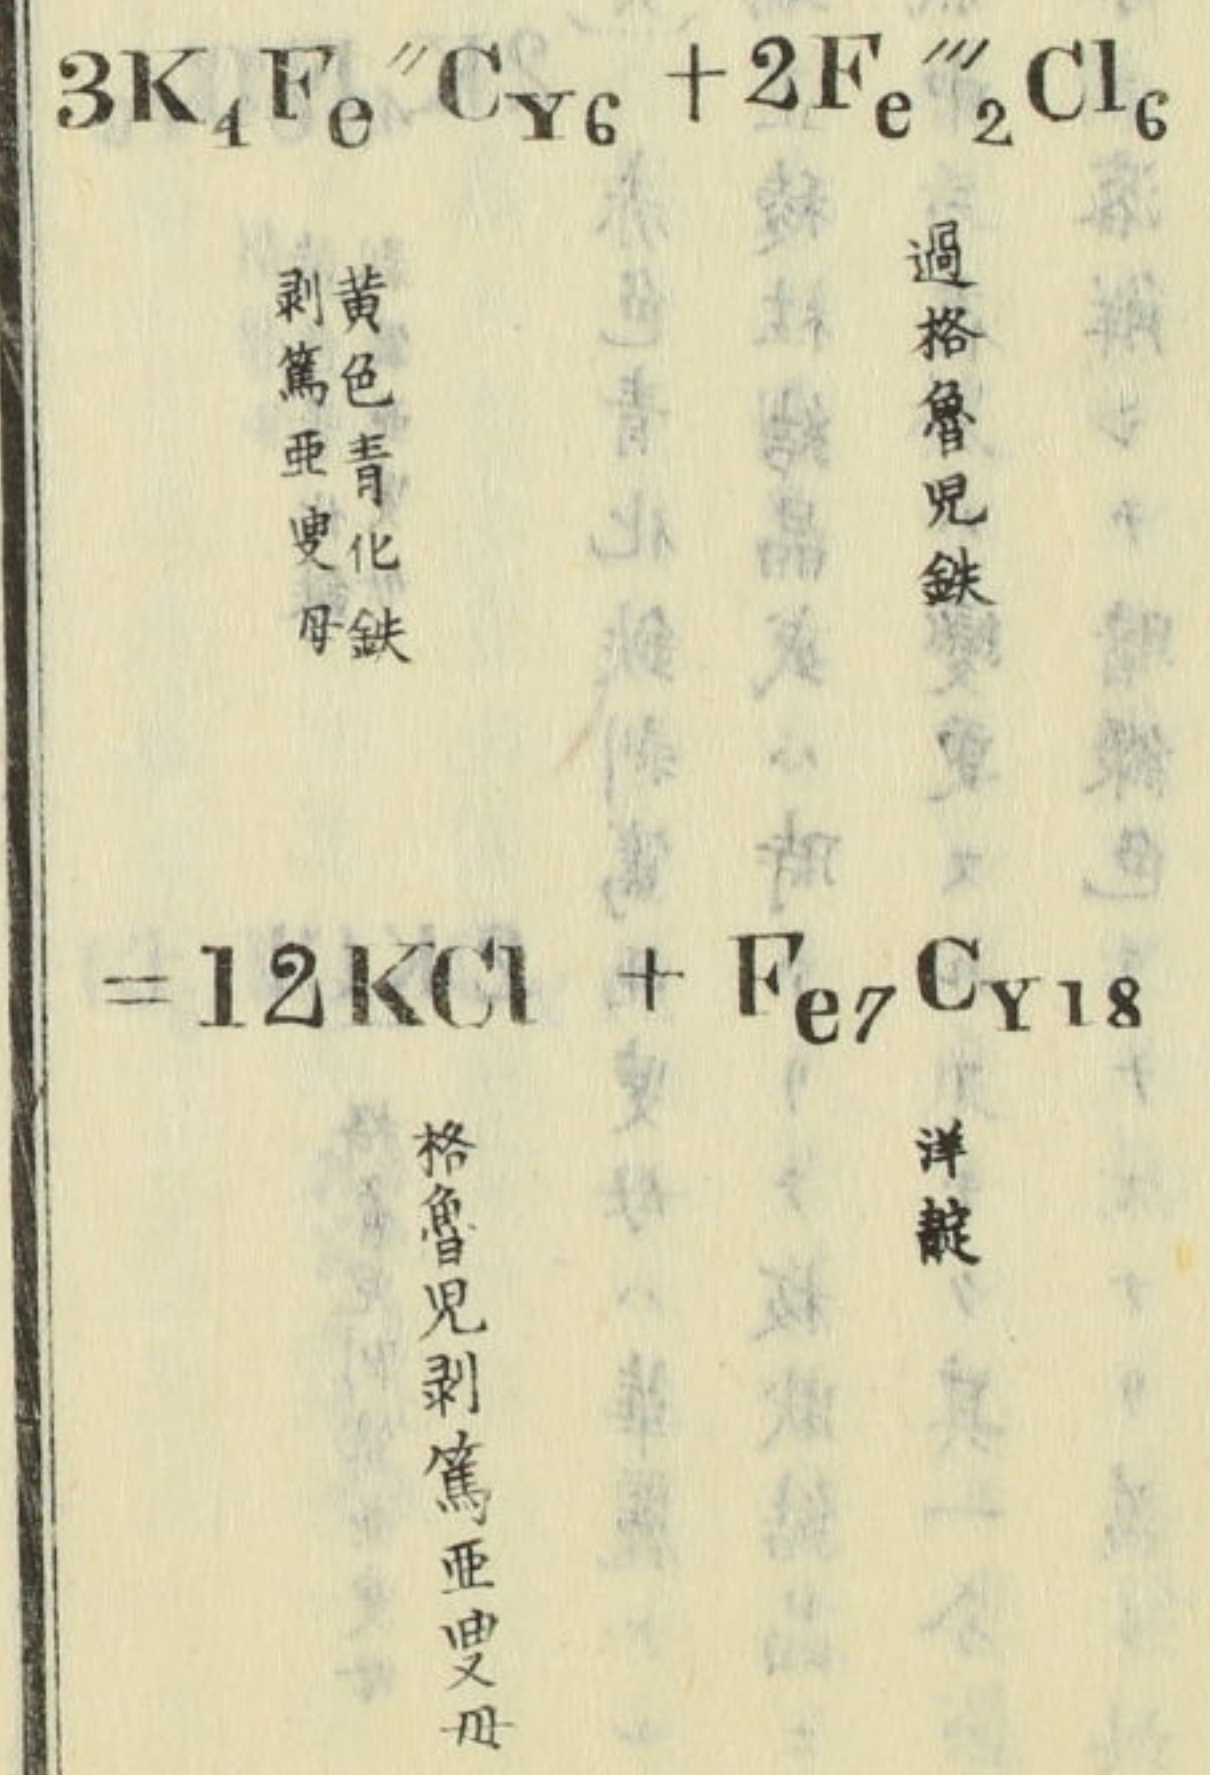 3K₄Fe″CY₆ + 2Fe‴₂Cl₆
黄色青化鉄
剥篤亜叟母
過格魯児鉄
=12KCl + Fe₇CY₁₈
格魯児剥篤亜叟母
洋靛